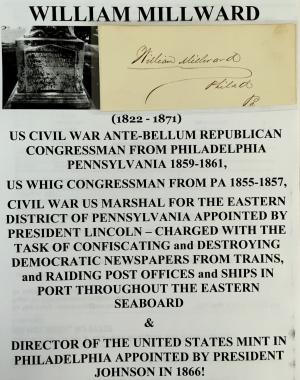 WILLIAM MILLWARD
William Millward
Philad
Pa
(1822 - 1871)
US CIVIL WAR ANTE-BELLUM REPUBLICAN
CONGRESSMAN FROM PHILADELPHIA
PENNSYLVANIA 1859-1861,
US WHIG CONGRESSMAN FROM PA 1855-1857,
CIVIL WAR US MARSHAL FOR THE EASTERN
DISTRICT OF PENNSYLVANIA APPOINTED BY
PRESIDENT LINCOLN – CHARGED WITH THE
TASK OF CONFISCATING and DESTROYING
DEMOCRATIC NEWSPAPERS FROM TRAINS,
and RAIDING POST OFFICES and SHIPS IN
PORT THROUGHOUT THE EASTERN
SEABOARD
&
DIRECTOR OF THE UNITED STATES MINT IN
PHILADELPHIA APPOINTED BY PRESIDENT
JOHNSON IN 1866!